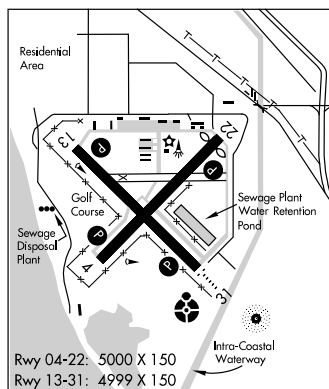 Residential
Area
13
22
P
P
Golf
Course
Sewage Plant
Water Retention
Pond
Sewage
Disposal
Plant
P
P
4
31
Intra-Coastal
Waterway
Rwy 04-22: 5000 X 150
Rwy 13-31: 4999 X 150